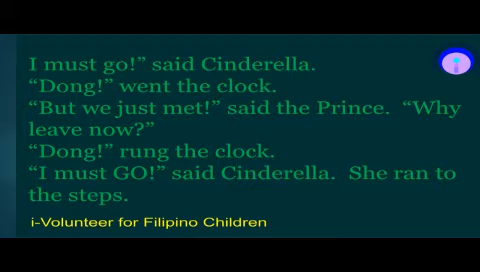 I must go!” said Cinderella.
“Dong!” went the clock.
“But we just met!” said the Prince.  “Why
leave now?”
“Dong!” rung the clock.
“I must GO!” said Cinderella.  She ran to
the steps.
i-Volunteer for Filipino Children